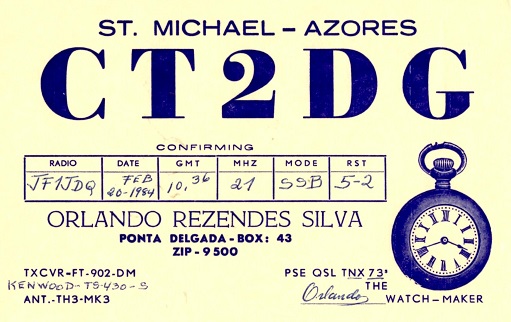 ST. MICHAEL – AZORES
CT2DG
CONFIRMING
RADIO DATE GMT MHZ MODE RST
JF1JDQ FEB 20-1984 10,36 21 SSB 5-2
ORLANDO REZENDES SILVA
PONTA DELGADA - BOX: 43
ZIP - 9500
TXCVR=FT-902-DM
KENWOOD-TS-430-S
ANT.-TH3-MK3
PSE QSL TNX 73'
THE
Orlando WATCH-MAKER